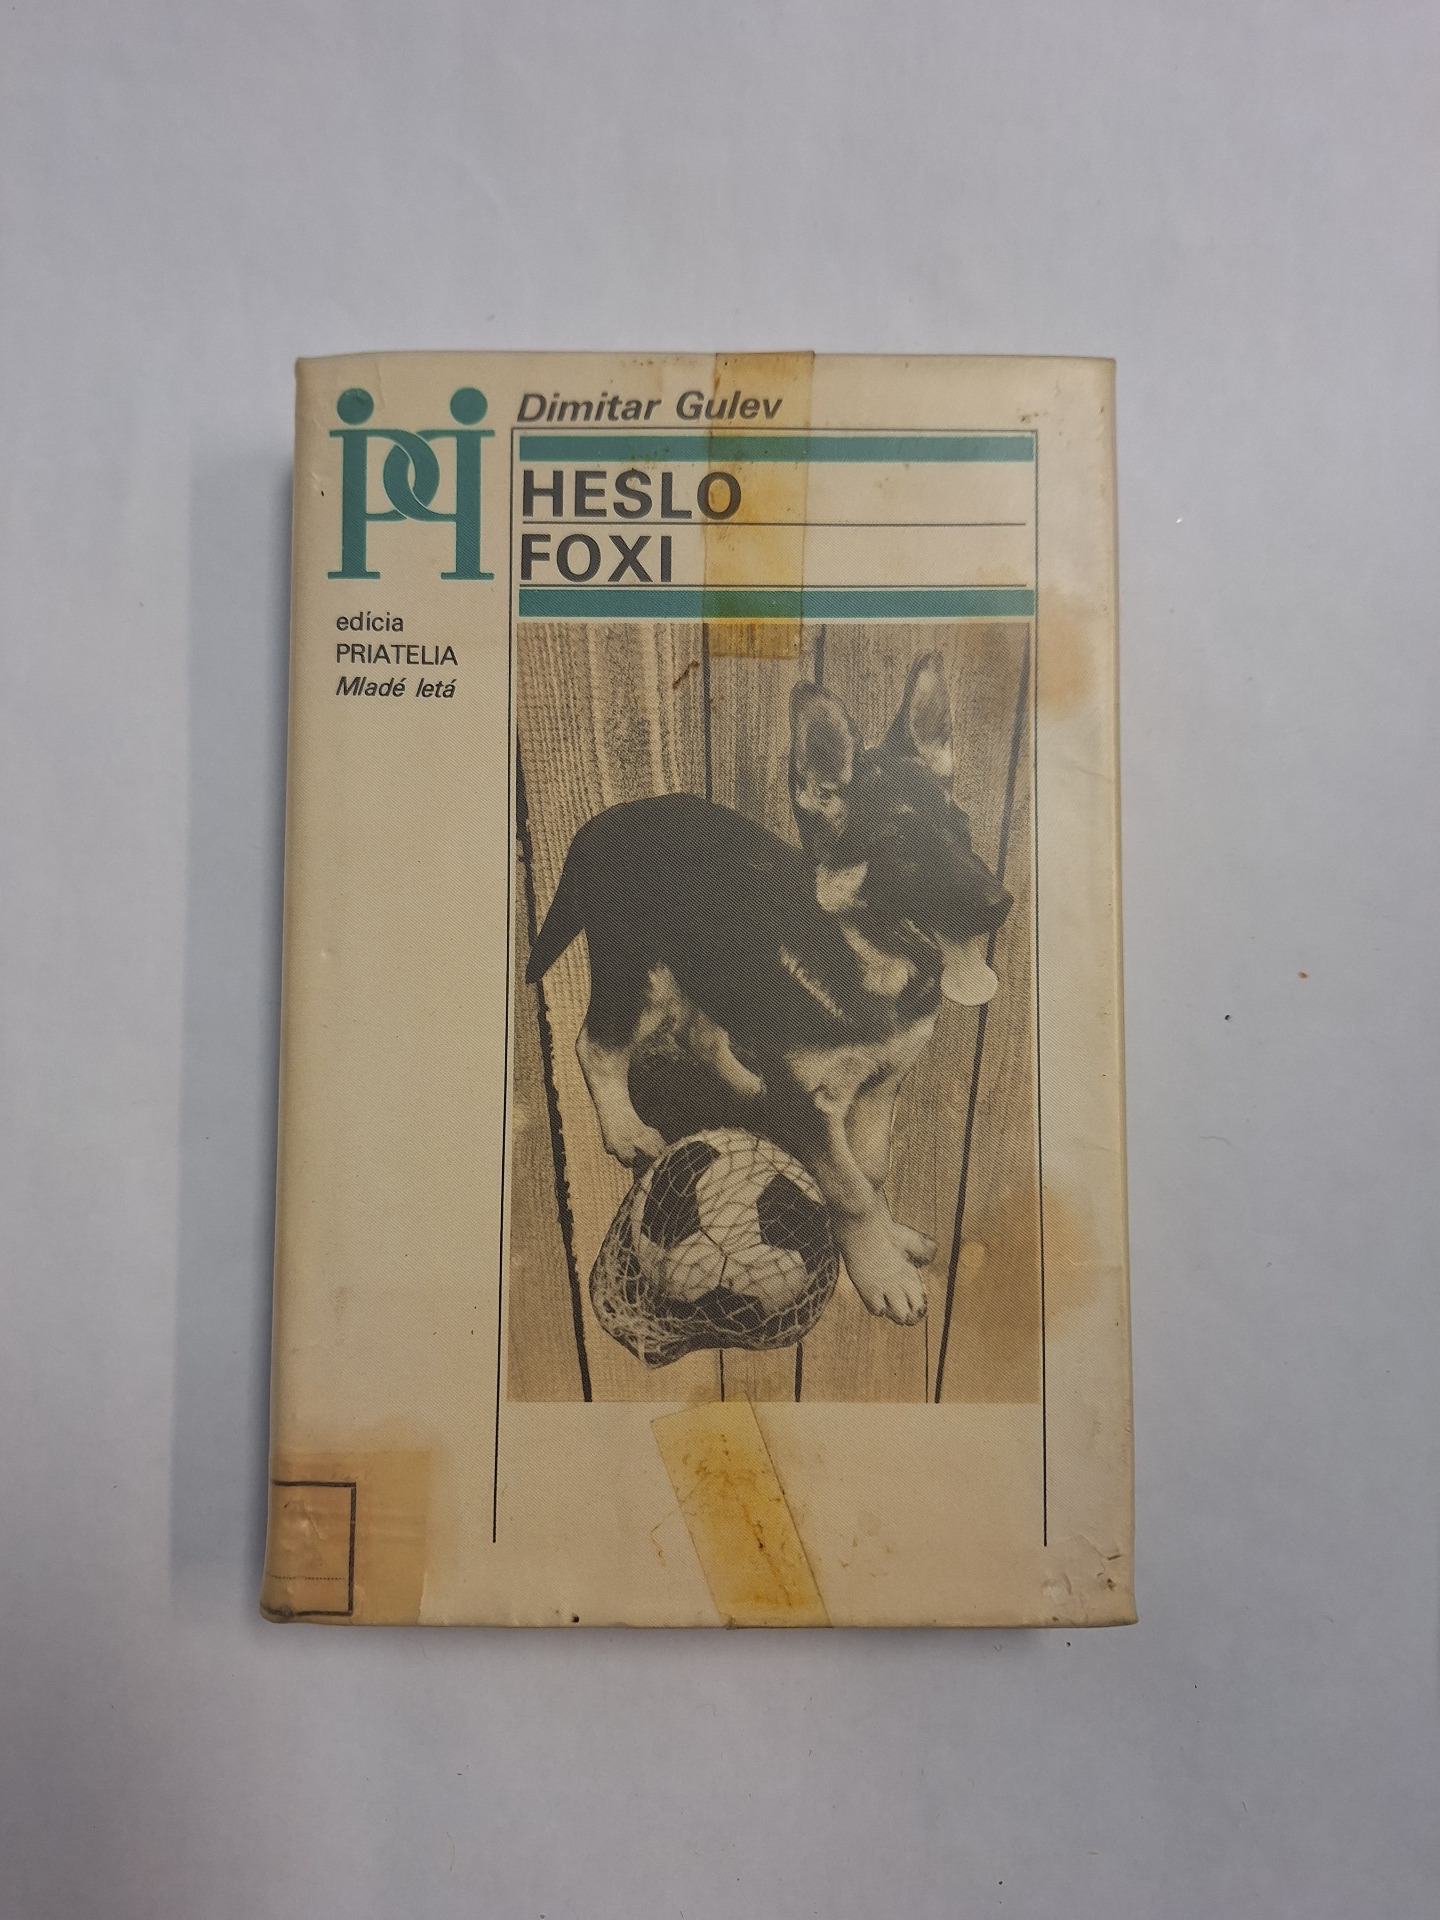 Dimitar Gulev
HESLO
FOXI
edícia
PRIATELIA
Mladé letá